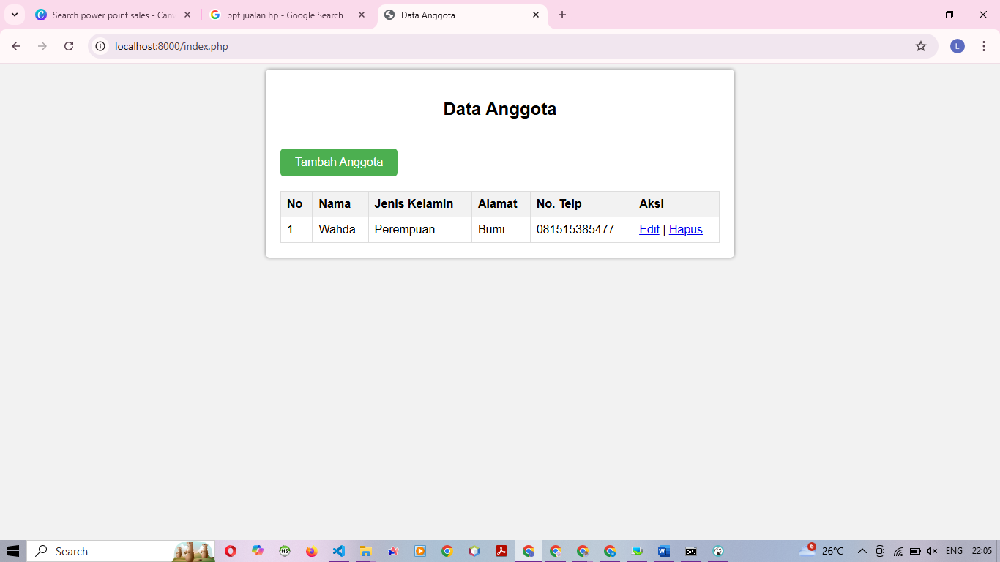 Search power point sales - Can
ppt jualan hp - Google Search
Data Anggota
localhost:8000/index.php
L
Data Anggota
Tambah Anggota
No Nama Jenis Kelamin Alamat No. Telp Aksi
1 Wahda Perempuan Bumi 081515385477 Edit | Hapus
Search
HS
6
26°C
ENG
22:05